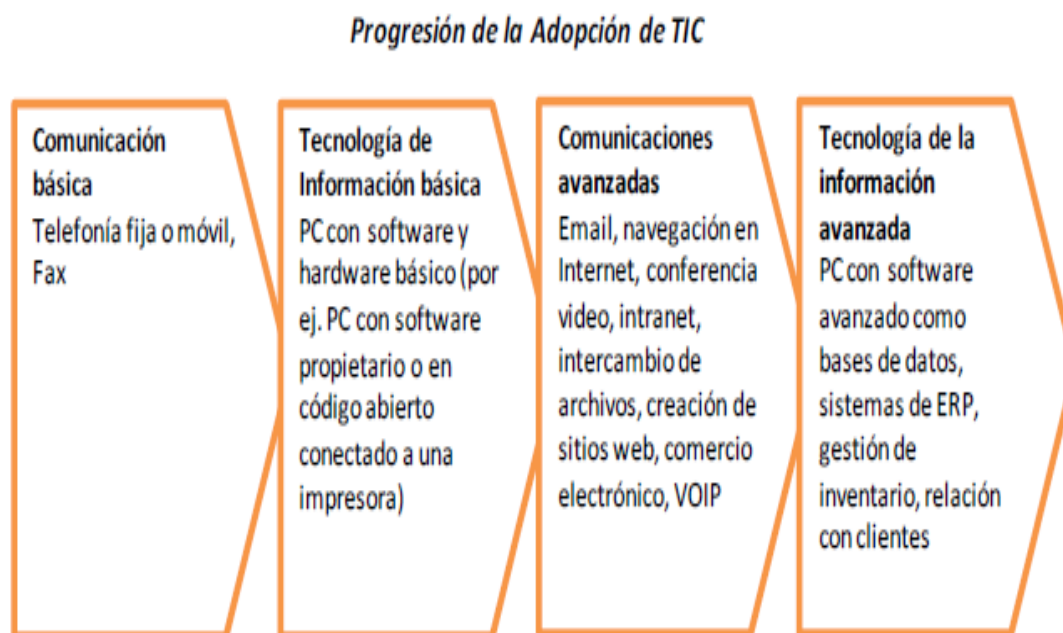 Progresión de la Adopción de TIC
Comunicación
básica
Telefonía fija o móvil,
Fax
Tecnología de
Información básica
PC con software y
hardware básico (por
ej. PC con software
propietario o en
código abierto
conectado a una
impresora)
Comunicaciones
avanzadas
Email, navegación en
Internet, conferencia
video, intranet,
intercambio de
archivos, creación de
sitios web, comercio
electrónico, VOIP
Tecnología de la
información
avanzada
PC con software
avanzado como
bases de datos,
sistemas de ERP,
gestión de
inventario, relación
con clientes